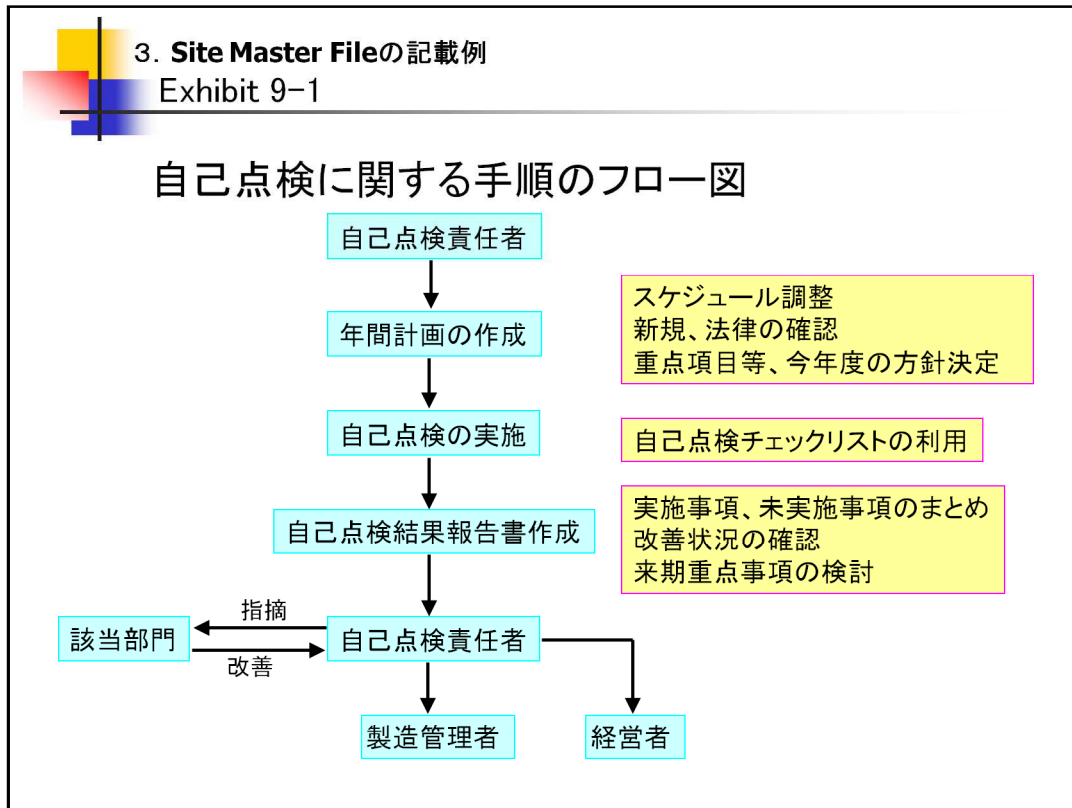 3. Site Master Fileの記載例
Exhibit 9-1
自己点検に関する手順のフロー図
自己点検責任者
年間計画の作成
スケジュール調整
新規、法律の確認
重点項目等、今年度の方針決定
自己点検の実施
自己点検チェックリストの利用
自己点検結果報告書作成
実施事項、未実施事項のまとめ
改善状況の確認
来期重点事項の検討
該当部門
指摘
改善
自己点検責任者
製造管理者
経営者